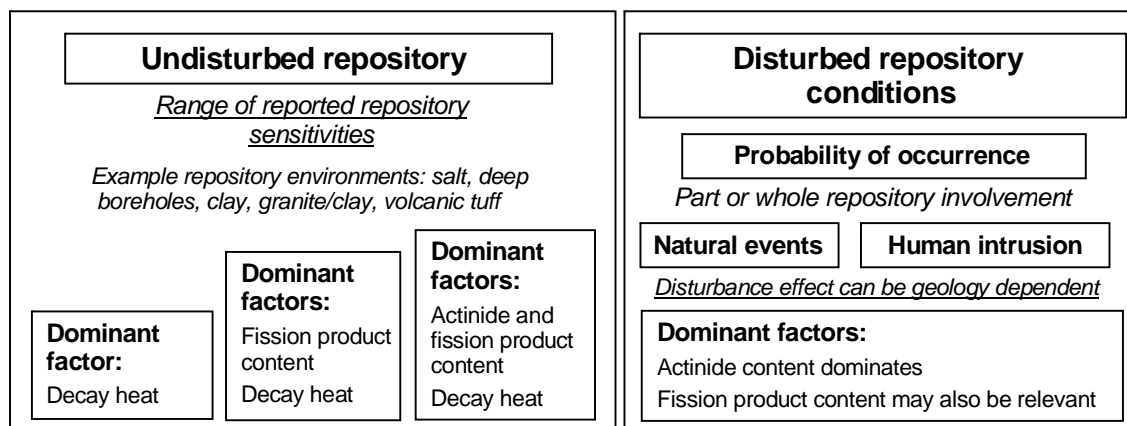 Undisturbed repository
Range of reported repository
sensitivities
Example repository environments: salt, deep
boreholes, clay, granite/clay, volcanic tuff
Dominant
factor:
Decay heat
Dominant
factors:
Fission product
content
Decay heat
Dominant
factors:
Actinide and
fission product
content
Decay heat
Disturbed repository
conditions
Probability of occurrence
Part or whole repository involvement
Natural events
Human intrusion
Disturbance effect can be geology dependent
Dominant factors:
Actinide content dominates
Fission product content may also be relevant